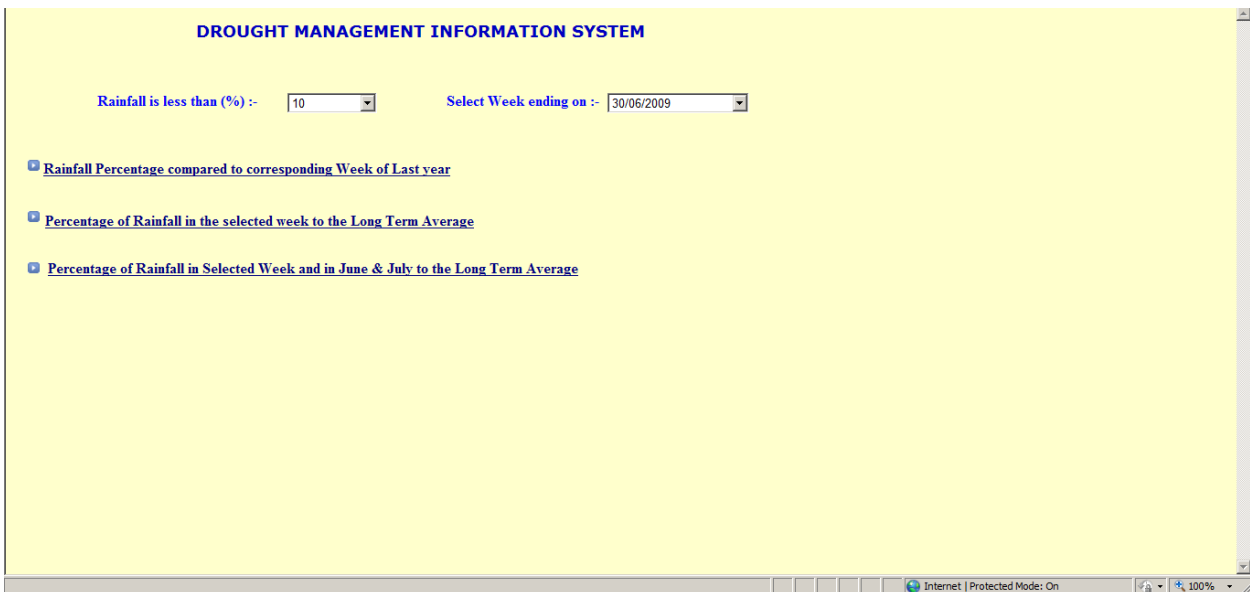 DROUGHT MANAGEMENT INFORMATION SYSTEM
Rainfall is less than (%) :- 10 Select Week ending on :- 30/06/2009
Rainfall Percentage compared to corresponding Week of Last year
Percentage of Rainfall in the selected week to the Long Term Average
Percentage of Rainfall in Selected Week and in June & July to the Long Term Average
Internet | Protected Mode: On 100%